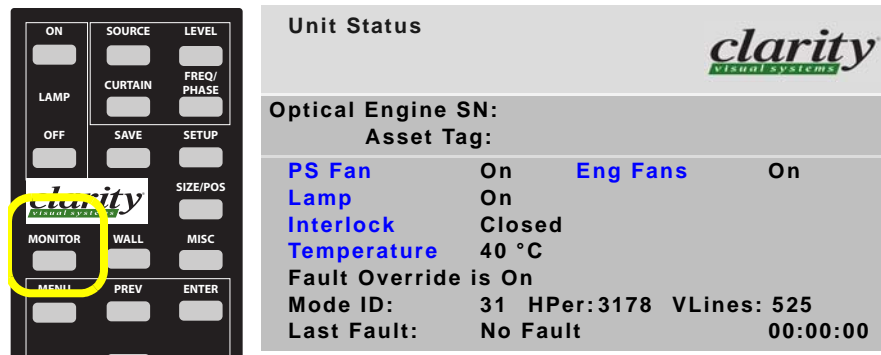 ON SOURCE LEVEL
LAMP CURTAIN FREQ/
PHASE
OFF SAVE SETUP
clarity
visual systems
SIZE/POS
MONITOR WALL MISC
MENU PREV ENTER
Unit Status
clarity
visual systems
Optical Engine SN:
Asset Tag:
PS Fan On Eng Fans On
Lamp On
Interlock Closed
Temperature 40 °C
Fault Override is On
Mode ID: 31 HPer:3178 VLines: 525
Last Fault: No Fault 00:00:00